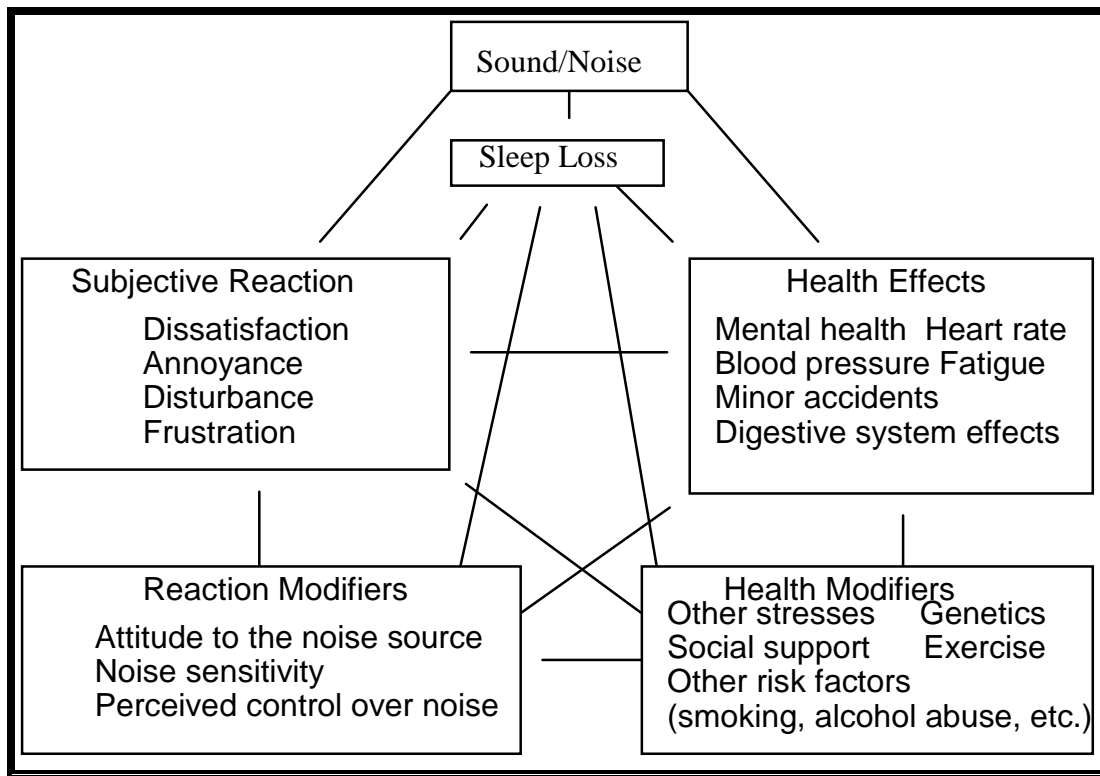 Sound/Noise
Sleep Loss
Subjective Reaction
Dissatisfaction
Annoyance
Disturbance
Frustration
Health Effects
Mental health Heart rate
Blood pressure Fatigue
Minor accidents
Digestive system effects
Reaction Modifiers
Attitude to the noise source
Noise sensitivity
Perceived control over noise
Health Modifiers
Other stresses Genetics
Social support Exercise
Other risk factors
(smoking, alcohol abuse, etc.)